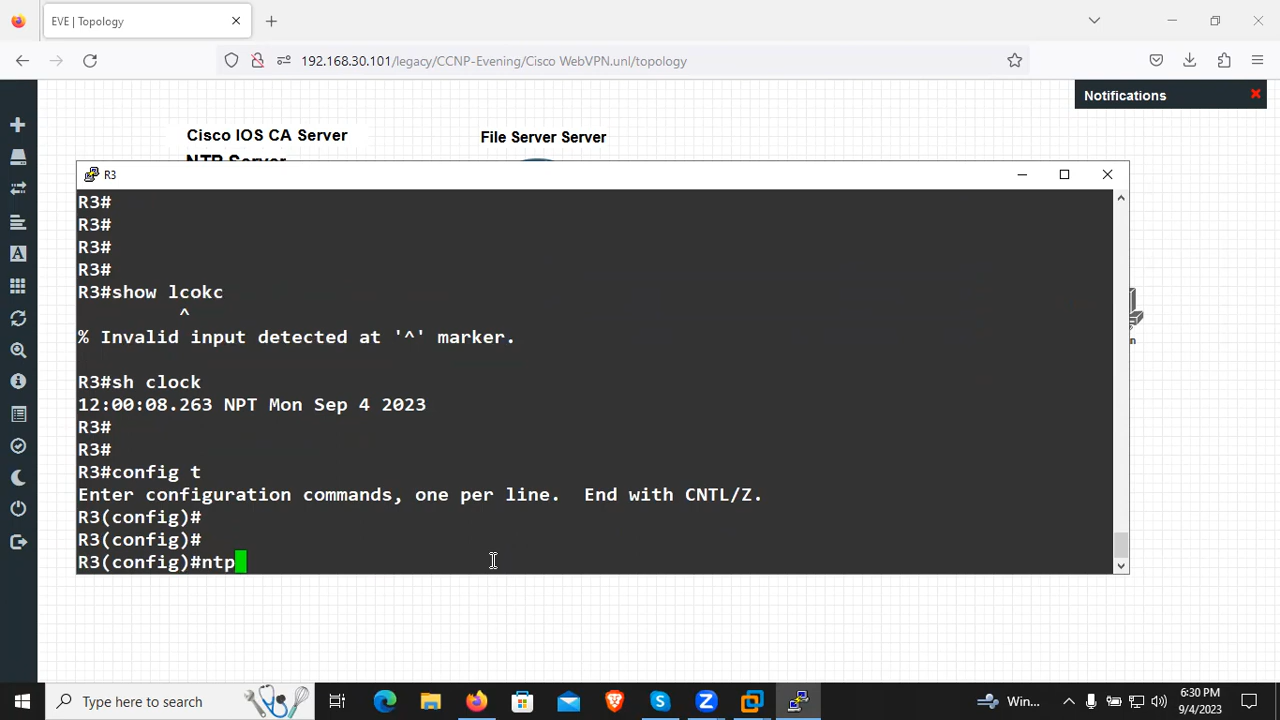 EVE | Topology
192.168.30.101/legacy/CCNP-Evening/Cisco WebVPN.unl/topology
Notifications
Cisco IOS CA Server
File Server Server
NTP Server
R3
R3#
R3#
R3#
R3#
R3#show lcokc
^
% Invalid input detected at '^' marker.
R3#sh clock
12:00:08.263 NPT Mon Sep 4 2023
R3#
R3#
R3#config t
Enter configuration commands, one per line.  End with CNTL/Z.
R3(config)#
R3(config)#
R3(config)#ntp
Type here to search
Win...
6:30 PM
9/4/2023